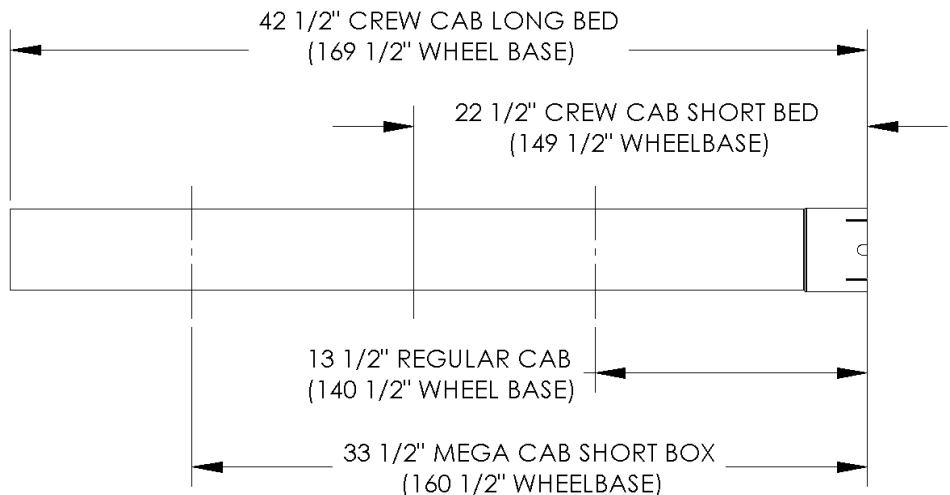 42 1/2" CREW CAB LONG BED
(169 1/2" WHEEL BASE)
22 1/2" CREW CAB SHORT BED
(149 1/2" WHEELBASE)
13 1/2" REGULAR CAB
(140 1/2" WHEEL BASE)
33 1/2" MEGA CAB SHORT BOX
(160 1/2" WHEELBASE)